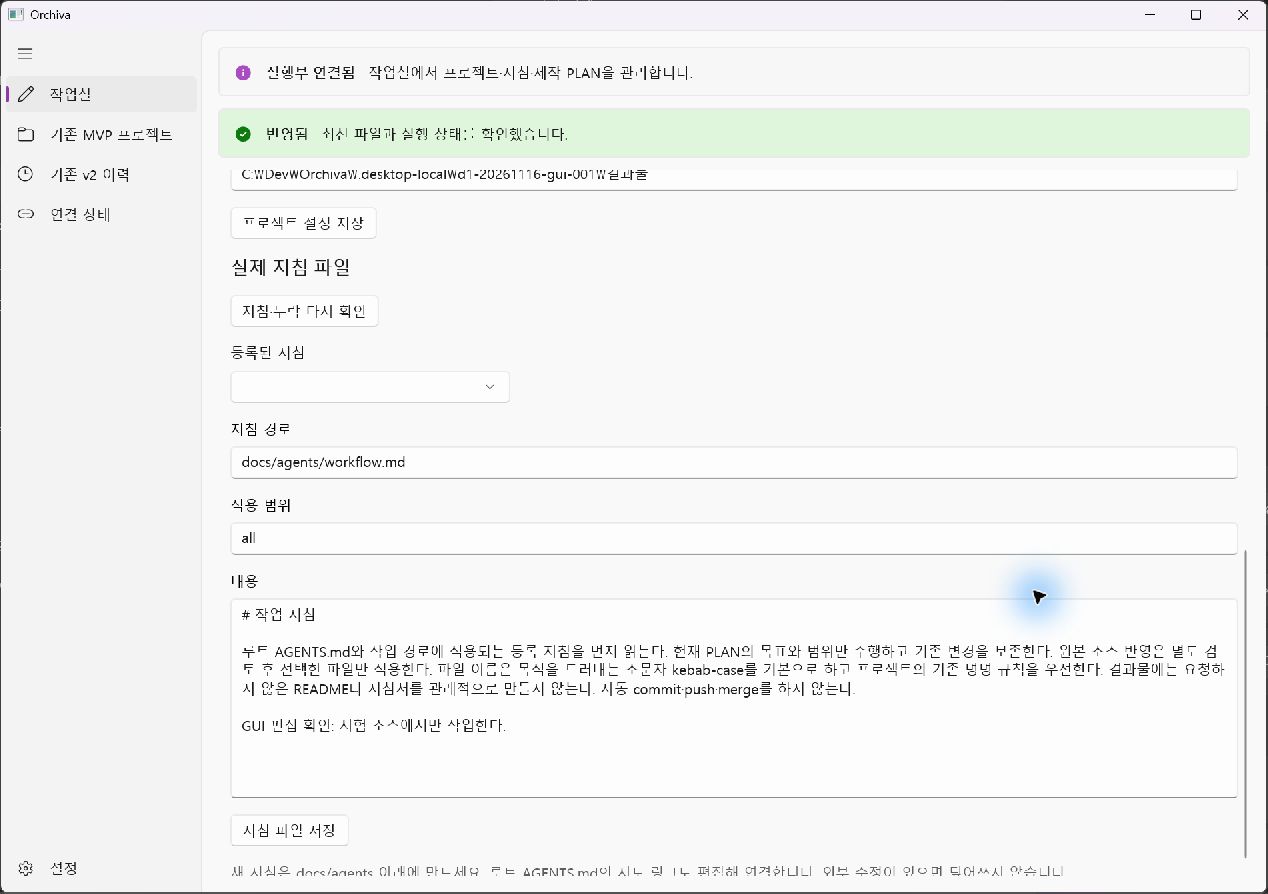 Orchiva
실행부 연결됨 작업실에서 프로젝트·지침·제작 PLAN을 관리합니다.
작업실
기존 MVP 프로젝트
반영됨 최신 파일과 실행 상태를 확인했습니다.
기존 v2 이력
C:\Dev\Orchiva\.desktop-local\d1-20261116-gui-001\결과물
연결 상태
프로젝트 설정 저장
실제 지침 파일
지침·누락 다시 확인
등록된 지침
지침 경로
docs/agents/workflow.md
적용 범위
all
내용
# 작업 지침
루트 AGENTS.md와 작업 경로에 적용되는 등록 지침을 먼저 읽는다. 현재 PLAN의 목표와 범위만 수행하고 기존 변경을 보존한다. 원본 소스 반영은 별도 검
토 후 선택한 파일만 적용한다. 파일 이름은 목적을 드러내는 소문자 kebab-case를 기본으로 하고 프로젝트의 기존 명명 규칙을 우선한다. 결과물에는 요청하
지 않은 README나 지침서를 관례적으로 만들지 않는다. 자동 commit·push·merge를 하지 않는다.
GUI 편집 확인: 시험 소스에서만 작업한다.
지침 파일 저장
설정
새 지침은 docs/agents 아래에 만드세요. 루트 AGENTS.md의 지도 링크도 편집해 연결합니다. 외부 수정이 있으면 덮어쓰지 않습니다.